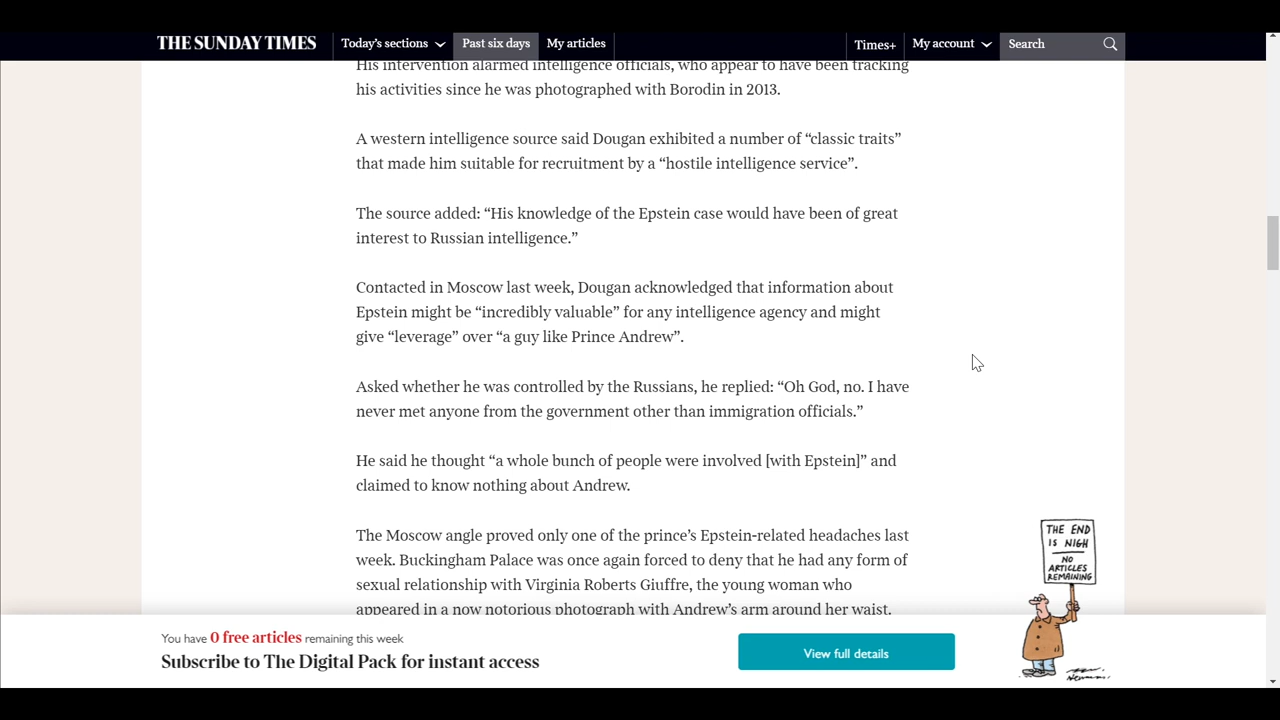 THE SUNDAY TIMES Today's sections Past six days My articles Times+ My account Search
His intervention alarmed intelligence officials, who appear to have been tracking
his activities since he was photographed with Borodin in 2013.
A western intelligence source said Dougan exhibited a number of “classic traits”
that made him suitable for recruitment by a “hostile intelligence service”.
The source added: “His knowledge of the Epstein case would have been of great
interest to Russian intelligence.”
Contacted in Moscow last week, Dougan acknowledged that information about
Epstein might be “incredibly valuable” for any intelligence agency and might
give “leverage” over “a guy like Prince Andrew”.
Asked whether he was controlled by the Russians, he replied: “Oh God, no. I have
never met anyone from the government other than immigration officials.”
He said he thought “a whole bunch of people were involved [with Epstein]” and
claimed to know nothing about Andrew.
The Moscow angle proved only one of the prince’s Epstein-related headaches last
week. Buckingham Palace was once again forced to deny that he had any form of
sexual relationship with Virginia Roberts Giuffre, the young woman who
appeared in a now notorious photograph with Andrew’s arm around her waist.
THE END
IS NIGH
NO
ARTICLES
REMAINING
You have 0 free articles remaining this week
Subscribe to The Digital Pack for instant access
View full details